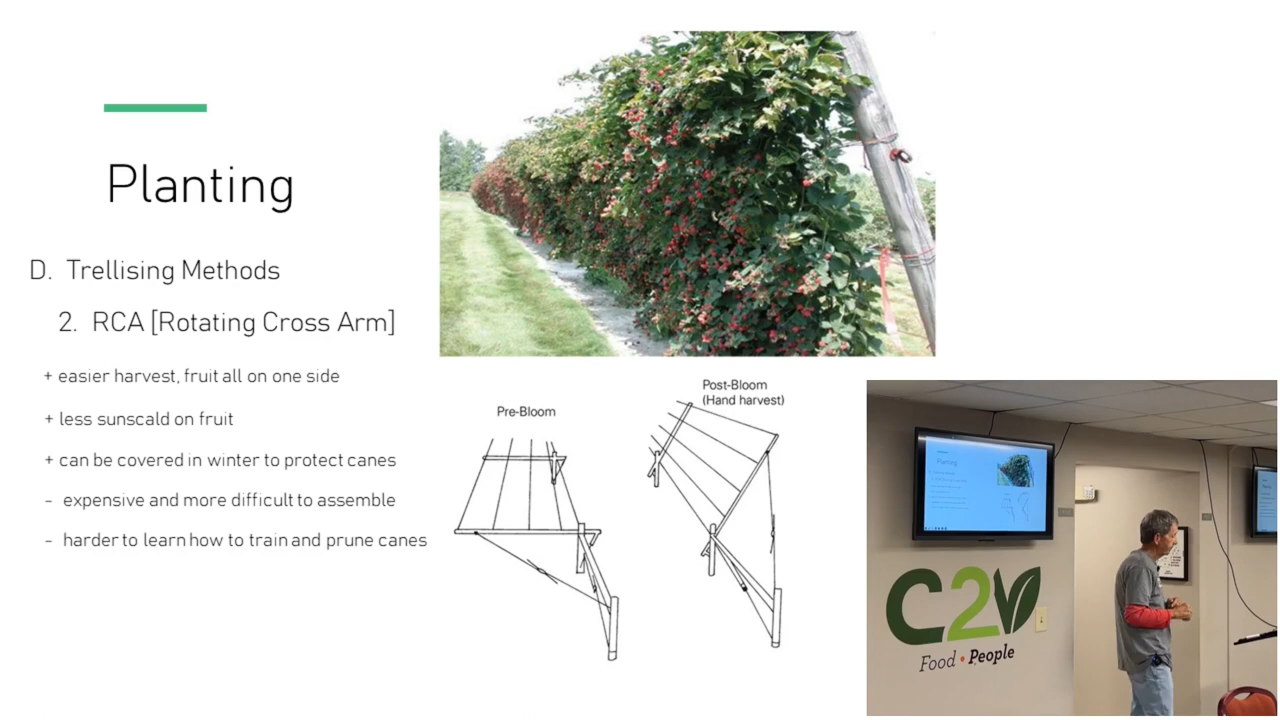 Planting
D. Trellising Methods
2. RCA [Rotating Cross Arm]
+ easier harvest, fruit all on one side
+ less sunscald on fruit
+ can be covered in winter to protect canes
- expensive and more difficult to assemble
- harder to learn how to train and prune canes
Pre-Bloom
Post-Bloom
(Hand harvest)
Planting
C2V
Food • People